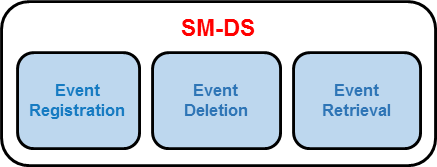 SM-DS
Event
Registration
Event
Deletion
Event
Retrieval